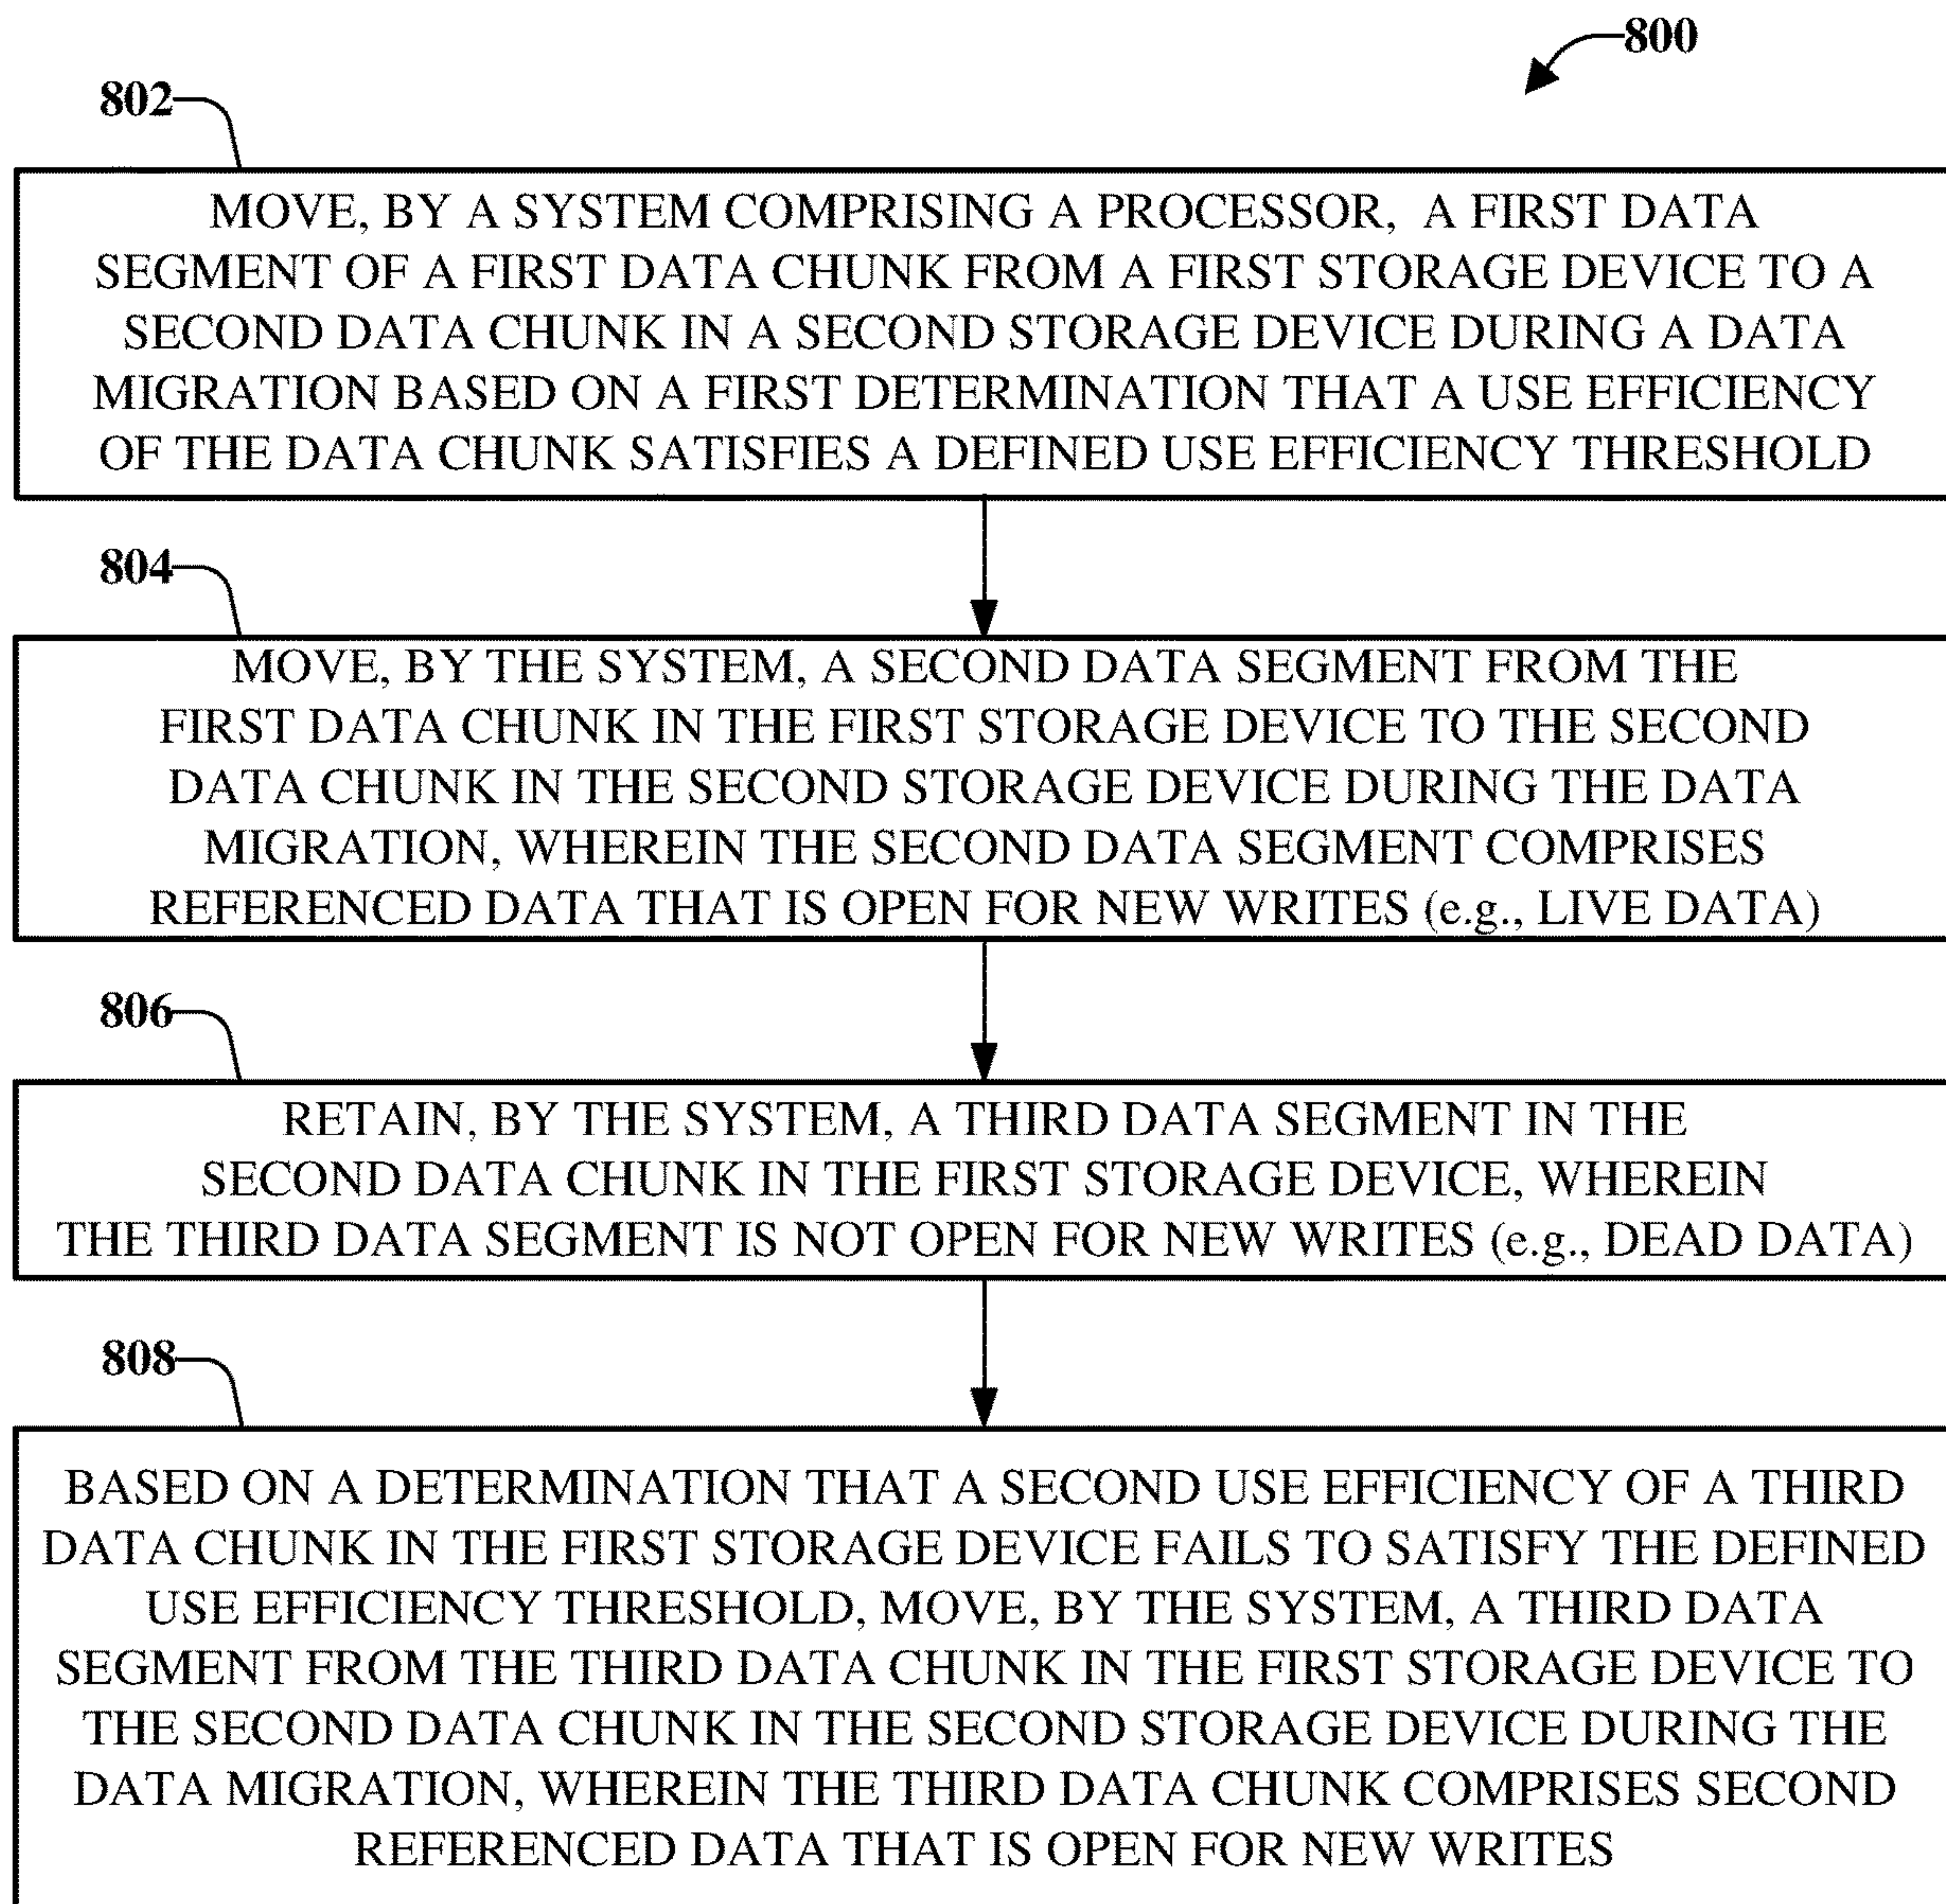 800
802
MOVE, BY A SYSTEM COMPRISING A PROCESSOR, A FIRST DATA
SEGMENT OF A FIRST DATA CHUNK FROM A FIRST STORAGE DEVICE TO A
SECOND DATA CHUNK IN A SECOND STORAGE DEVICE DURING A DATA
MIGRATION BASED ON A FIRST DETERMINATION THAT A USE EFFICIENCY
OF THE DATA CHUNK SATISFIES A DEFINED USE EFFICIENCY THRESHOLD
804
MOVE, BY THE SYSTEM, A SECOND DATA SEGMENT FROM THE
FIRST DATA CHUNK IN THE FIRST STORAGE DEVICE TO THE SECOND
DATA CHUNK IN THE SECOND STORAGE DEVICE DURING THE DATA
MIGRATION, WHEREIN THE SECOND DATA SEGMENT COMPRISES
REFERENCED DATA THAT IS OPEN FOR NEW WRITES (e.g., LIVE DATA)
806
RETAIN, BY THE SYSTEM, A THIRD DATA SEGMENT IN THE
SECOND DATA CHUNK IN THE FIRST STORAGE DEVICE, WHEREIN
THE THIRD DATA SEGMENT IS NOT OPEN FOR NEW WRITES (e.g., DEAD DATA)
808
BASED ON A DETERMINATION THAT A SECOND USE EFFICIENCY OF A THIRD
DATA CHUNK IN THE FIRST STORAGE DEVICE FAILS TO SATISFY THE DEFINED
USE EFFICIENCY THRESHOLD, MOVE, BY THE SYSTEM, A THIRD DATA
SEGMENT FROM THE THIRD DATA CHUNK IN THE FIRST STORAGE DEVICE TO
THE SECOND DATA CHUNK IN THE SECOND STORAGE DEVICE DURING THE
DATA MIGRATION, WHEREIN THE THIRD DATA CHUNK COMPRISES SECOND
REFERENCED DATA THAT IS OPEN FOR NEW WRITES